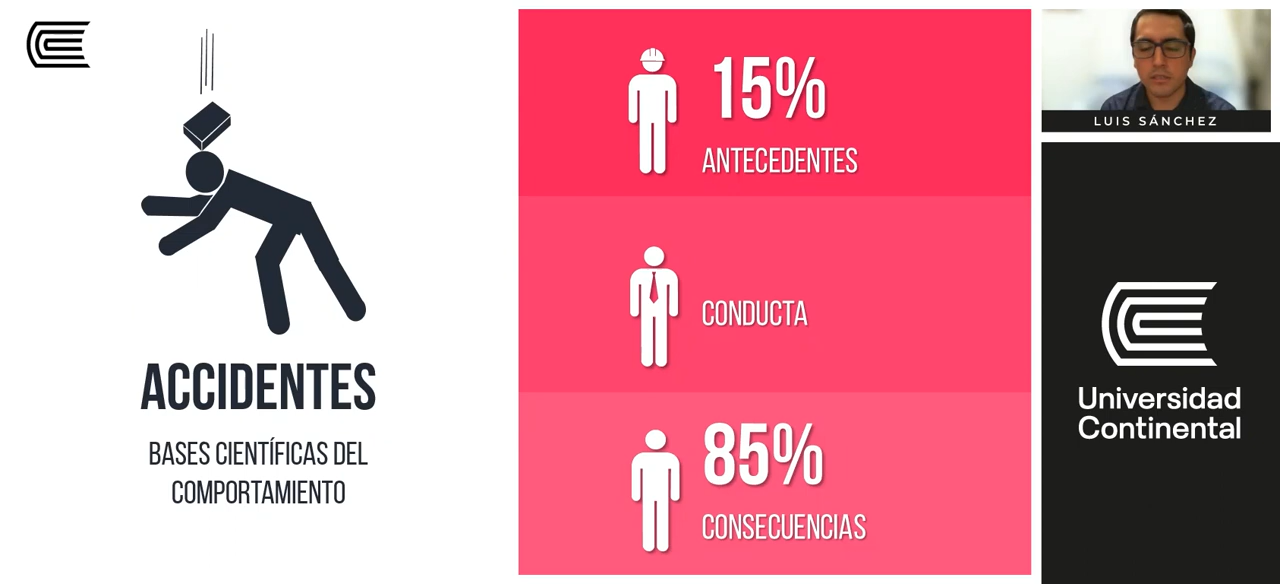 ACCIDENTES
BASES CIENTÍFICAS DEL
COMPORTAMIENTO
15%
ANTECEDENTES
CONDUCTA
85%
CONSECUENCIAS
LUIS SÁNCHEZ
Universidad
Continental